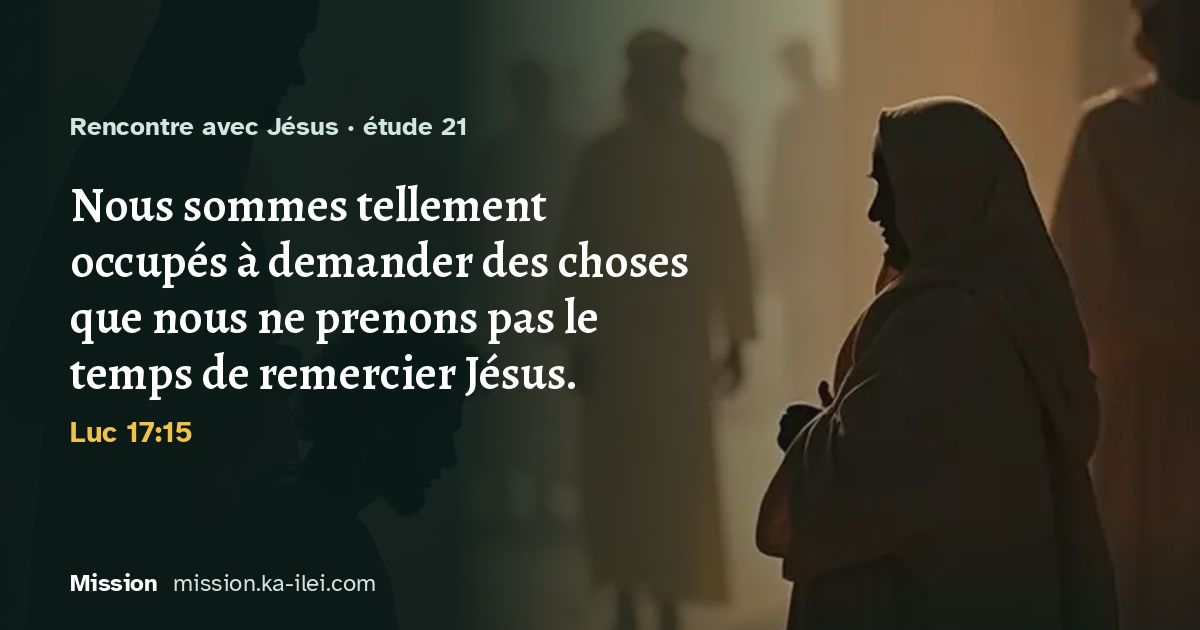 Rencontre avec Jésus · étude 21
Nous sommes tellement
occupés à demander des choses
que nous ne prenons pas le
temps de remercier Jésus.
Luc 17:15
Mission mission.ka-ilei.com